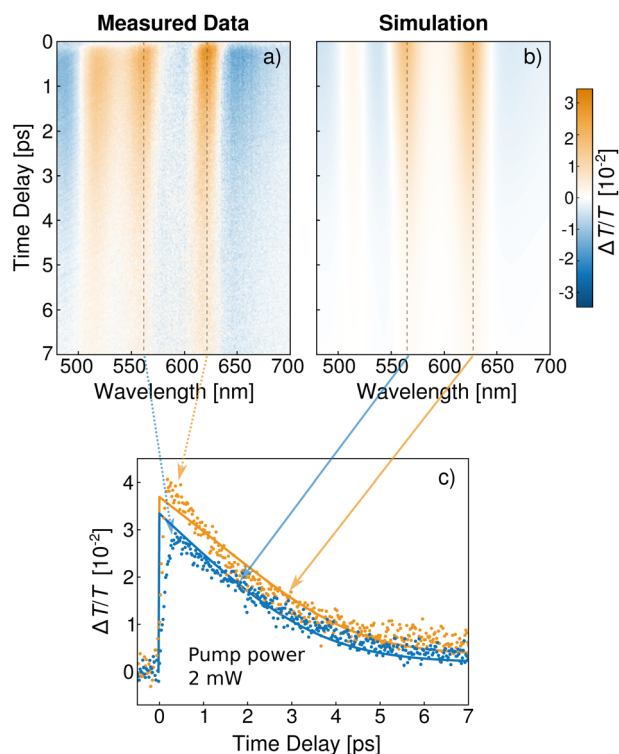 Measured Data
Simulation
0
1
2
3
4
5
6
7
Time Delay [ps]
a)
500 550 600 650 700
Wavelength [nm]
b)
500 550 600 650 700
Wavelength [nm]
3
2
1
0
-1
-2
-3
ΔT/T [10⁻²]
c)
4
3
2
1
0
ΔT/T [10⁻²]
Pump power
2 mW
0 1 2 3 4 5 6 7
Time Delay [ps]